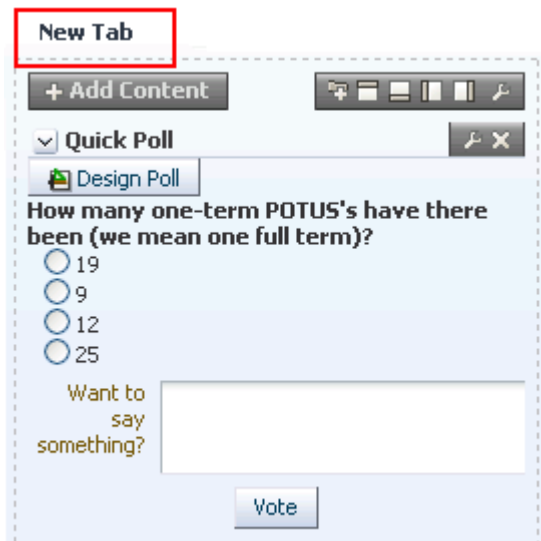 New Tab
+ Add Content
Quick Poll
Design Poll
How many one-term POTUS's have there
been (we mean one full term)?
19
9
12
25
Want to
say
something?
Vote